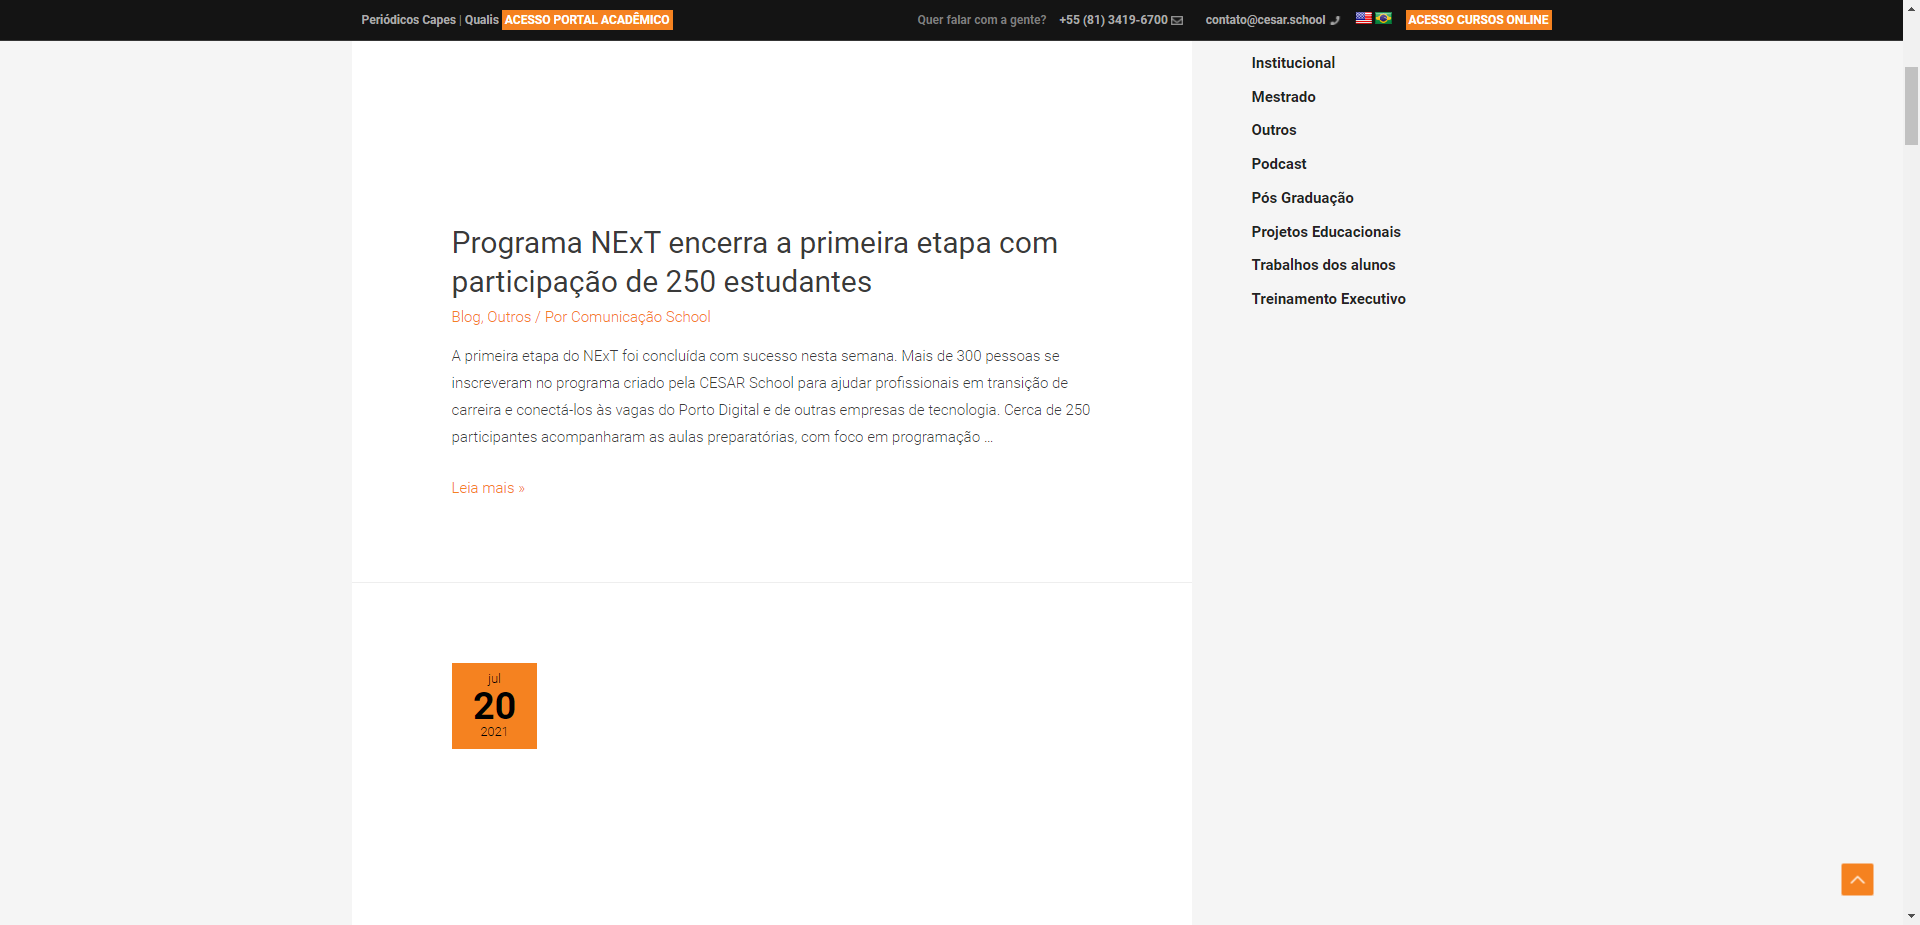 Periódicos Capes | Qualis ACESSO PORTAL ACADÊMICO
Quer falar com a gente? +55 (81) 3419-6700 contato@cesar.school ACESSO CURSOS ONLINE
Programa NExT encerra a primeira etapa com
participação de 250 estudantes
Blog, Outros / Por Comunicação School
A primeira etapa do NExT foi concluída com sucesso nesta semana. Mais de 300 pessoas se
inscreveram no programa criado pela CESAR School para ajudar profissionais em transição de
carreira e conectá-los às vagas do Porto Digital e de outras empresas de tecnologia. Cerca de 250
participantes acompanharam as aulas preparatórias, com foco em programação …
Leia mais »
jul
20
2021
Institucional
Mestrado
Outros
Podcast
Pós Graduação
Projetos Educacionais
Trabalhos dos alunos
Treinamento Executivo